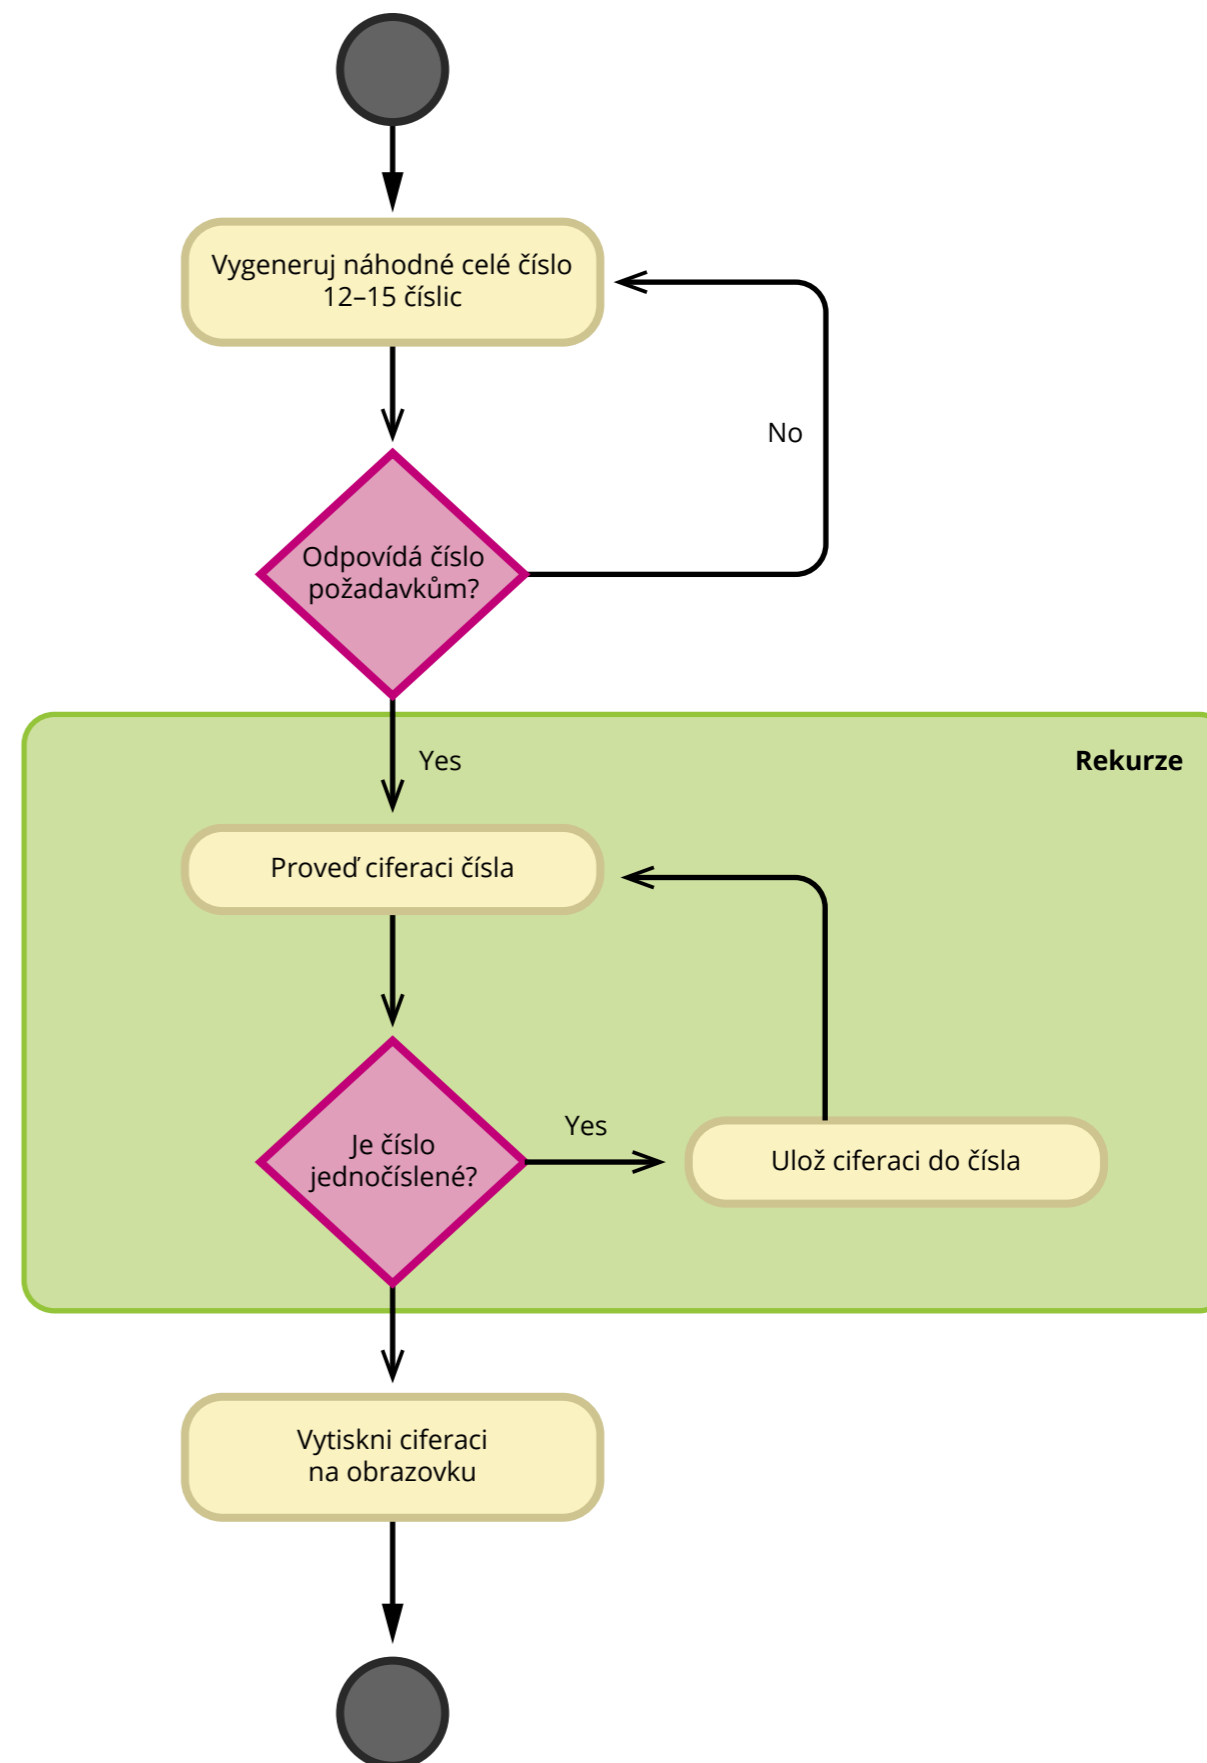 Vygeneruj náhodné celé číslo
12–15 číslic
No
Odpovídá číslo
požadavkům?
Yes
Rekurze
Proveď ciferaci čísla
Je číslo
jednočíslené?
Yes
Ulož ciferaci do čísla
Vytiskni ciferaci
na obrazovku